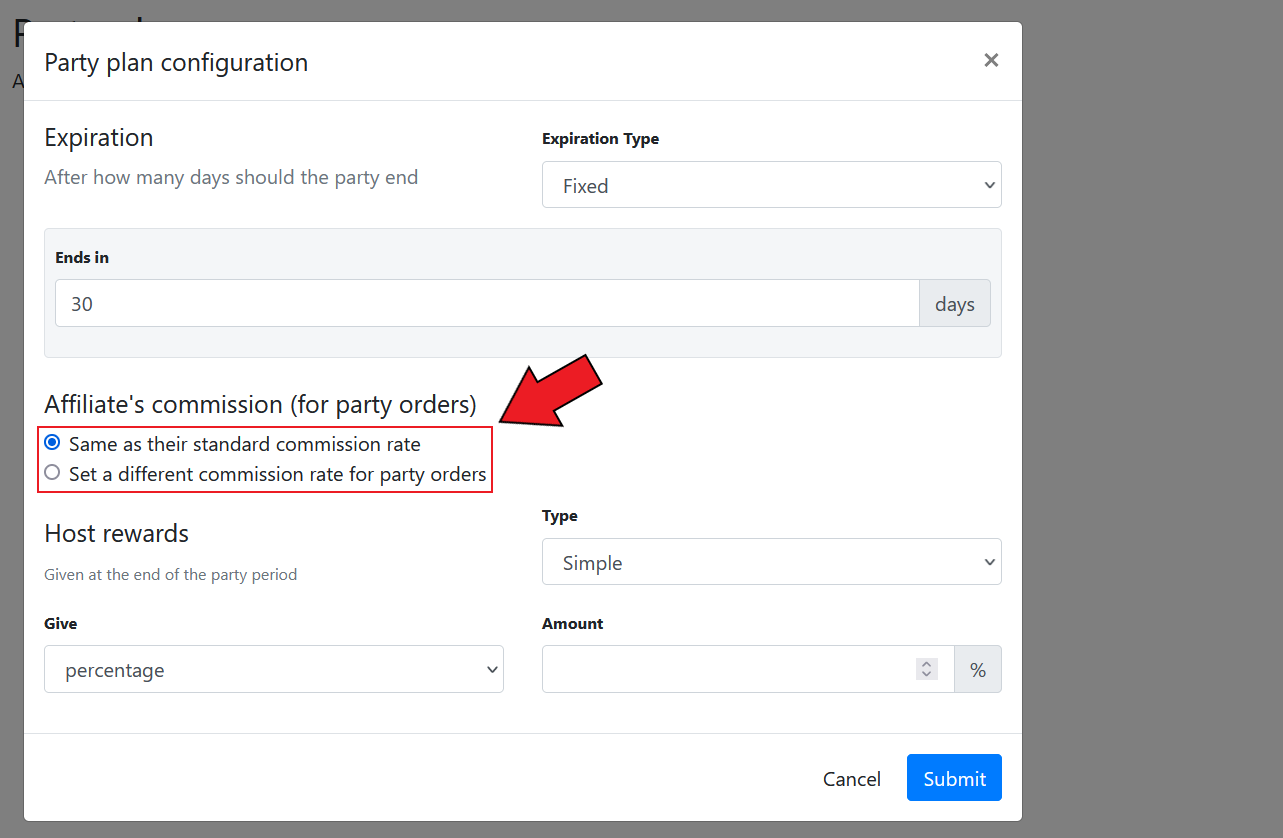 Party plan configuration
×
Expiration
After how many days should the party end
Expiration Type
Fixed
Ends in
30
days
Affiliate's commission (for party orders)
Same as their standard commission rate
Set a different commission rate for party orders
Host rewards
Given at the end of the party period
Type
Simple
Give
percentage
Amount
%
Cancel
Submit